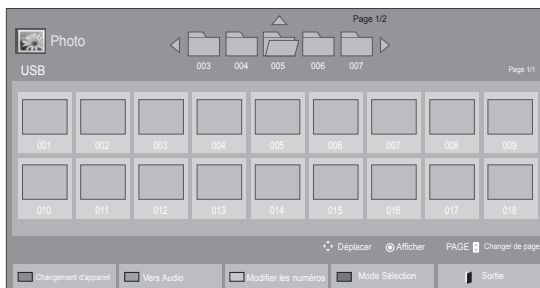 Page 1/2
Photo
003 004 005 006 007
USB
Page 1/1
001 002 003 004 005 006 007 008 009
010 011 012 013 014 015 016 017 018
Déplacer Afficher PAGE Changer de page
Changement d'appareil Vers Audio Modifier les numéros Mode Sélection Sortie